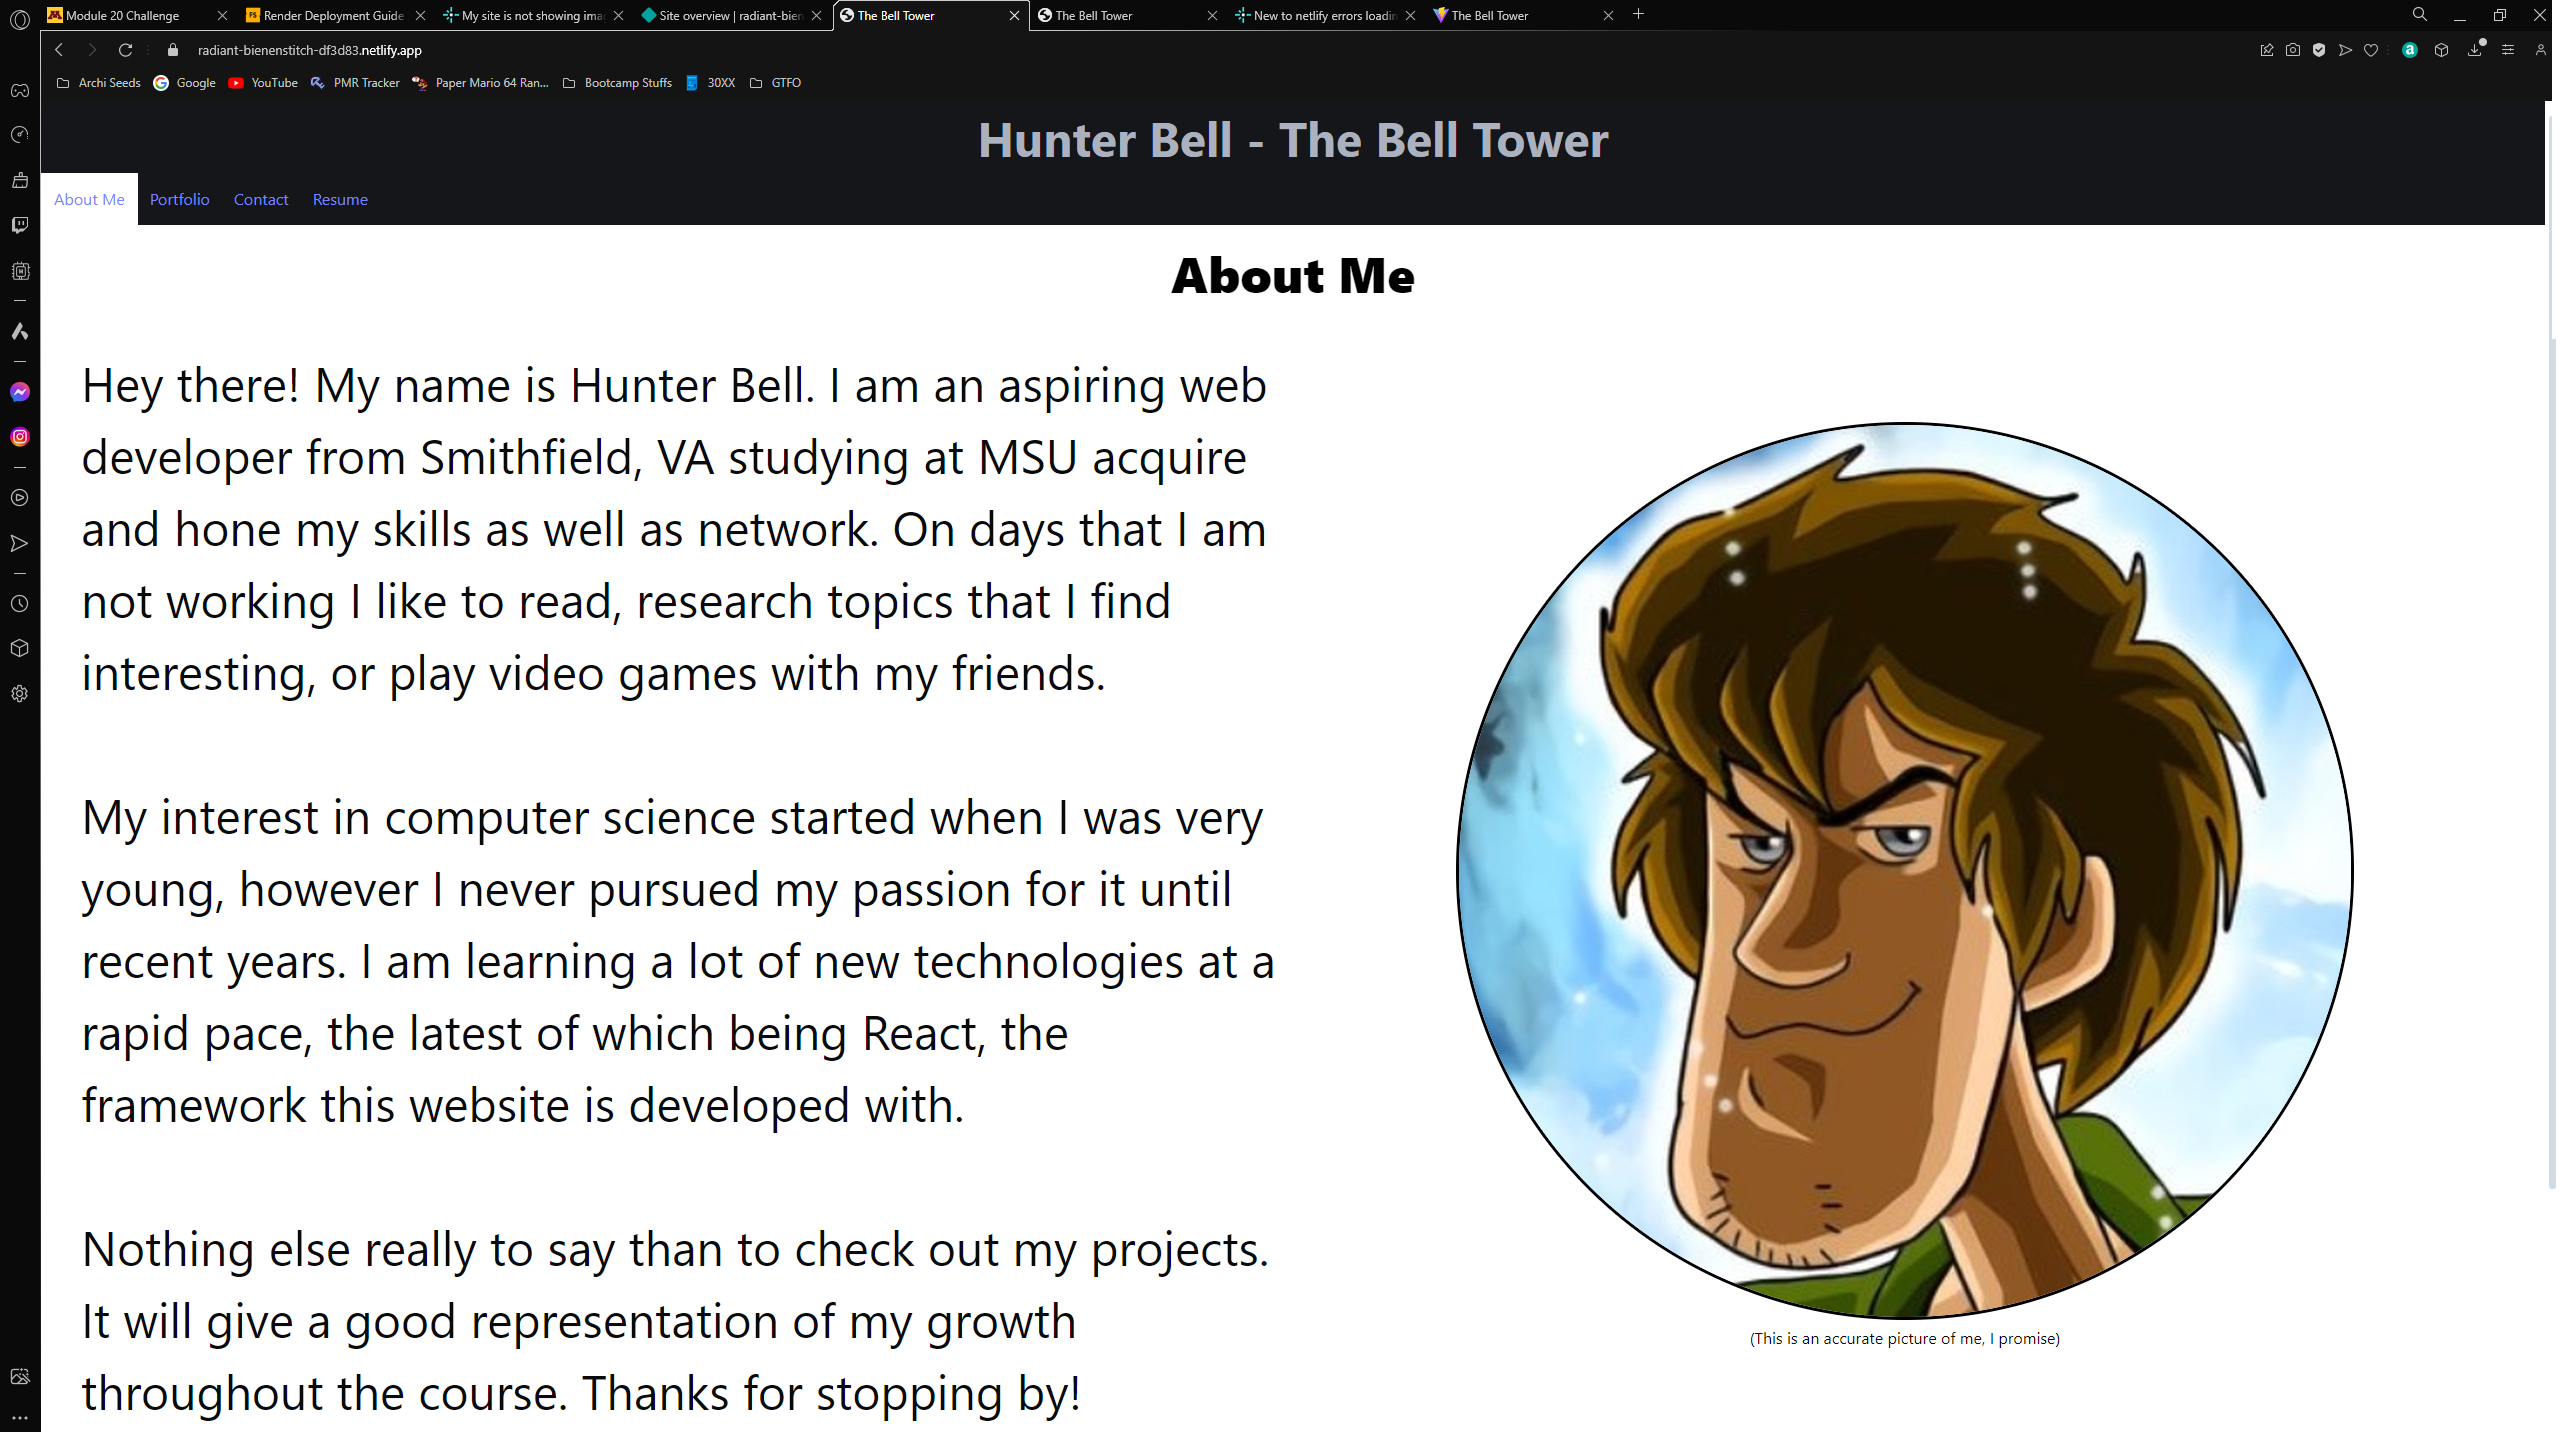 Module 20 Challenge
Render Deployment Guide
My site is not showing ima
Site overview | radiant-bien
The Bell Tower
The Bell Tower
New to netlify errors loadin
The Bell Tower
radiant-bienenstitch-df3d83.netlify.app
Archi Seeds
Google
YouTube
PMR Tracker
Paper Mario 64 Ran...
Bootcamp Stuffs
30XX
GTFO
Hunter Bell - The Bell Tower
About Me
Portfolio
Contact
Resume
About Me
Hey there! My name is Hunter Bell. I am an aspiring web
developer from Smithfield, VA studying at MSU acquire
and hone my skills as well as network. On days that I am
not working I like to read, research topics that I find
interesting, or play video games with my friends.
My interest in computer science started when I was very
young, however I never pursued my passion for it until
recent years. I am learning a lot of new technologies at a
rapid pace, the latest of which being React, the
framework this website is developed with.
Nothing else really to say than to check out my projects.
It will give a good representation of my growth
throughout the course. Thanks for stopping by!
(This is an accurate picture of me, I promise)